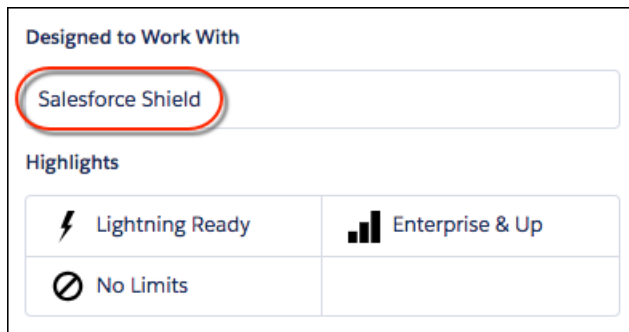 Designed to Work With
Salesforce Shield
Highlights
Lightning Ready
Enterprise & Up
No Limits